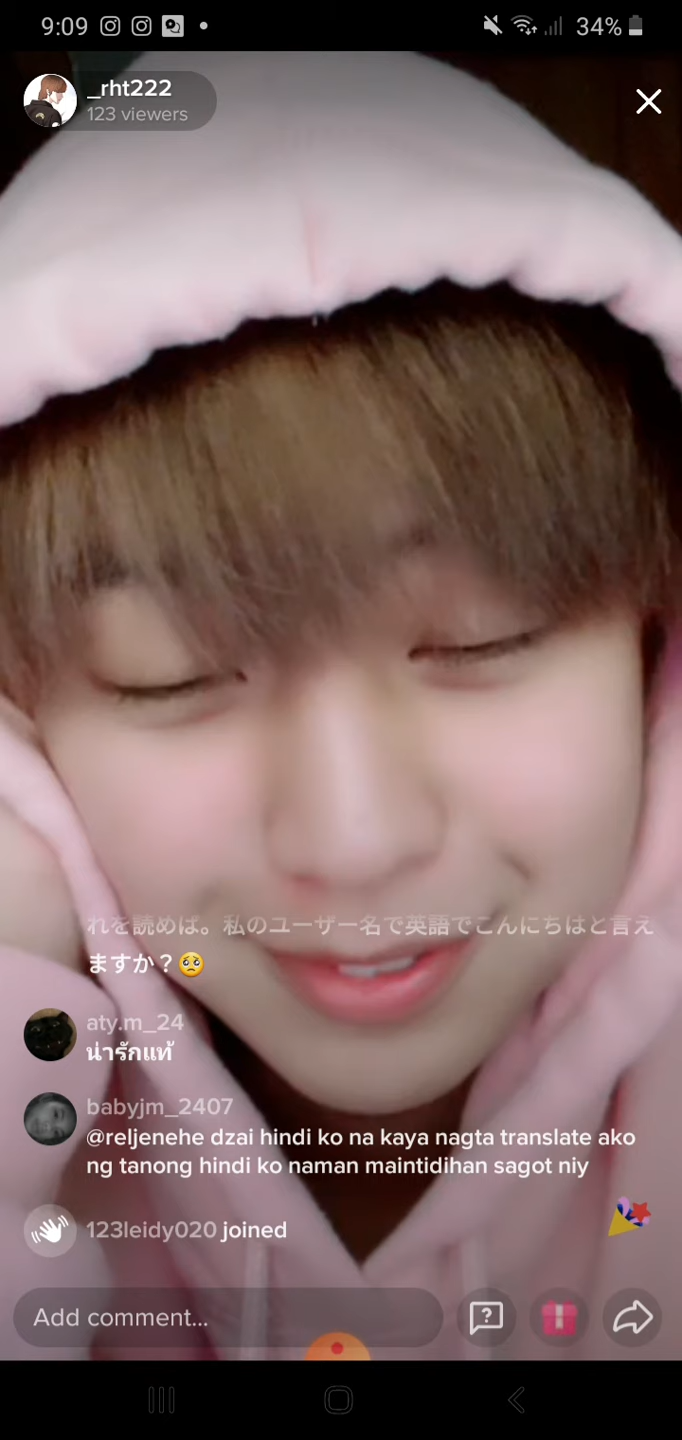 9:09
34%
_rht222
123 viewers
れを読めば。私のユーザー名で英語でこんにちはと言え
ますか？🥺
aty.m_24
น่ารักแท้
babyjm_2407
@reljenehe dzai hindi ko na kaya nagta translate ako
ng tanong hindi ko naman maintidihan sagot niy
123leidy020 joined
Add comment...